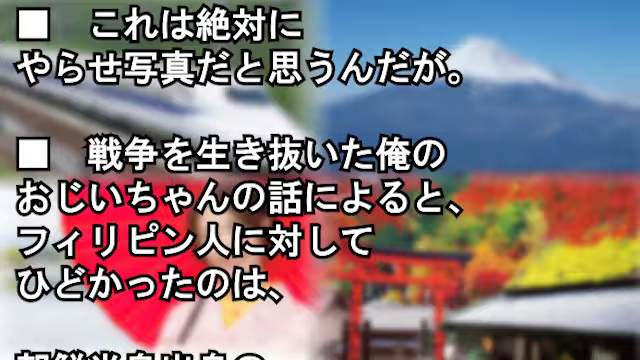 ■　これは絶対に
やらせ写真だと思うんだが。
■　戦争を生き抜いた俺の
おじいちゃんの話によると、
フィリピン人に対して
ひどかったのは、